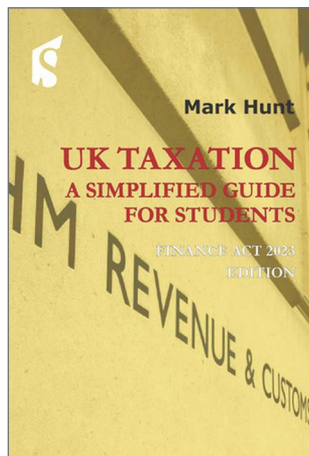 S
Mark Hunt
UK TAXATION
A SIMPLIFIED GUIDE
FOR STUDENTS
FINANCE ACT 2023
EDITION
HM REVENUE & CUSTOMS